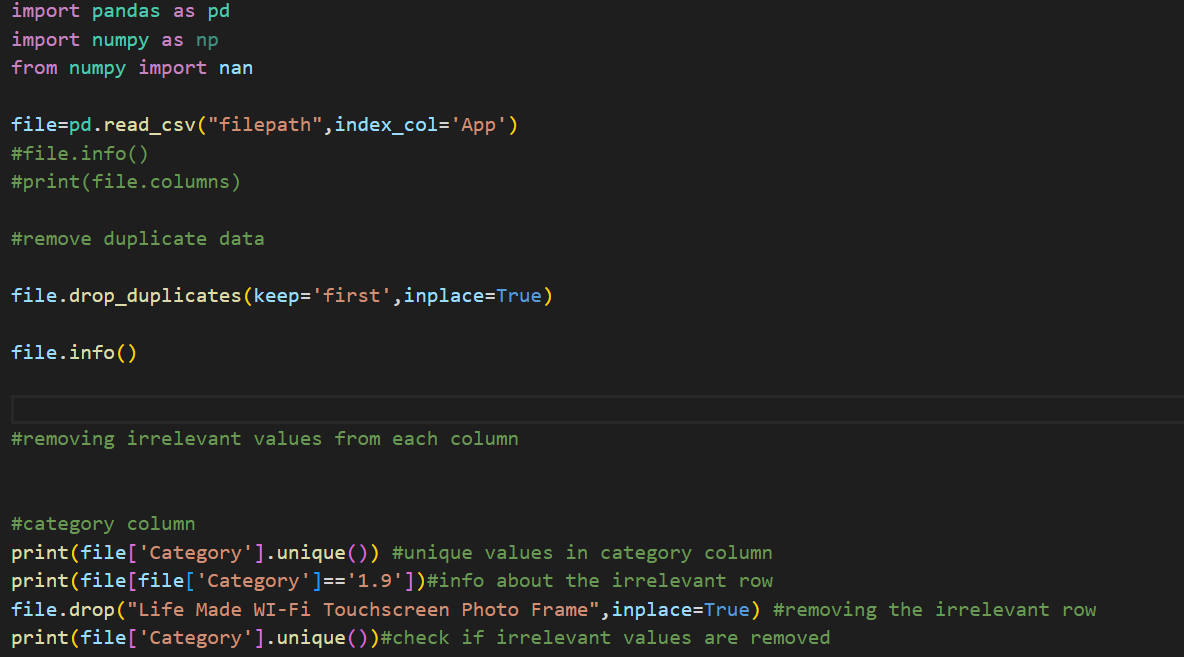 import pandas as pd
import numpy as np
from numpy import nan
file=pd.read_csv("filepath",index_col='App')
#file.info()
#print(file.columns)
#remove duplicate data
file.drop_duplicates(keep='first',inplace=True)
file.info()
#removing irrelevant values from each column
#category column
print(file['Category'].unique()) #unique values in category column
print(file[file['Category']=='1.9'])#info about the irrelevant row
file.drop("Life Made WI-Fi Touchscreen Photo Frame",inplace=True) #removing the irrelevant row
print(file['Category'].unique())#check if irrelevant values are removed